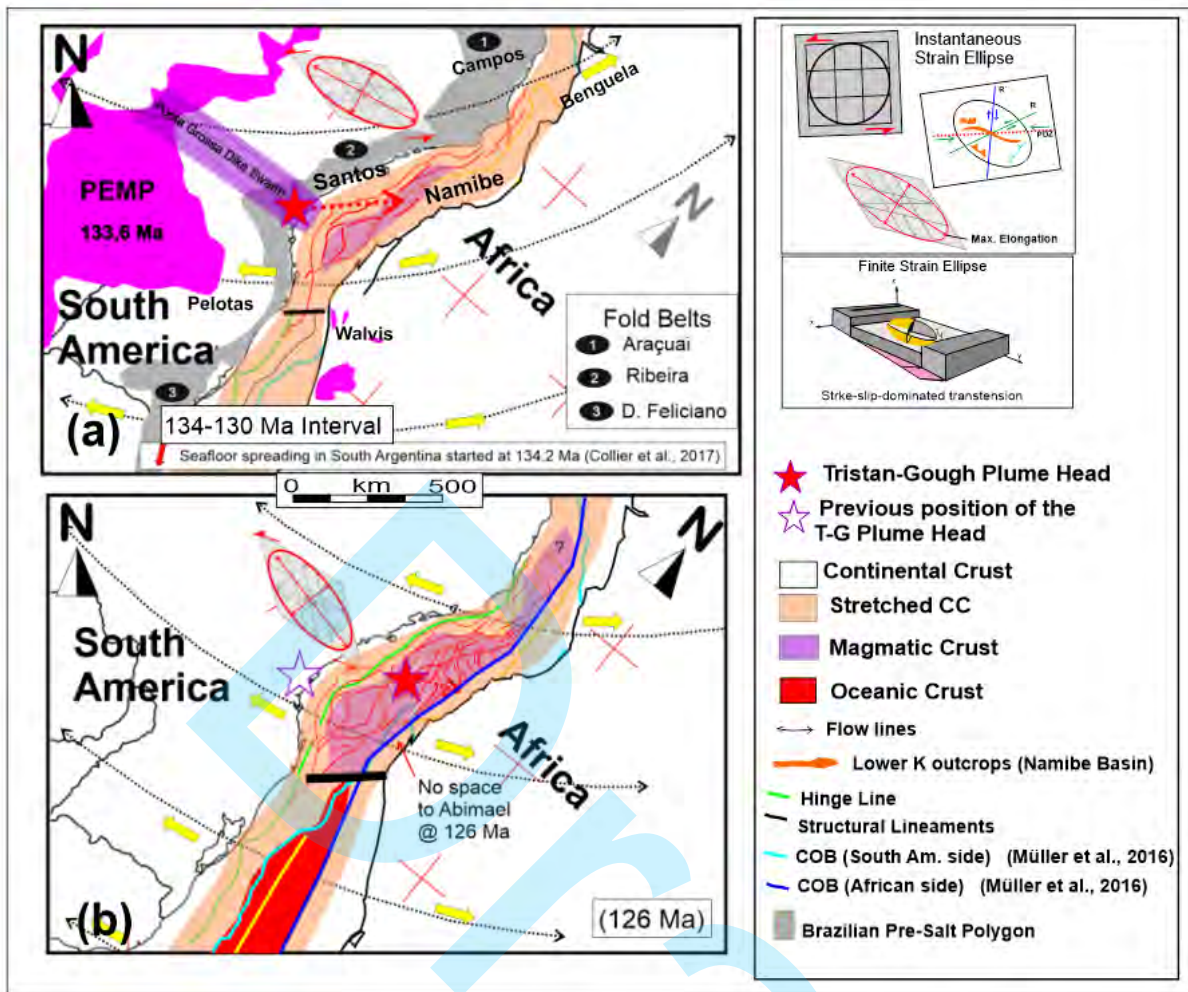 N
1
Campos
Benguela
Ponta Grossa Dike Swarm
2
Santos
Namibe
N
PEMP
133,6 Ma
Africa
South
America
Pelotas
Walvis
Fold Belts
1 Araçuai
2 Ribeira
3 D. Feliciano
3
(a)
134-130 Ma Interval
Seafloor spreading in South Argentina started at 134.2 Ma (Collier et al., 2017)
0 km 500
N
N
?
South
America
Africa
No space
to Abimael
@ 126 Ma
(b)
(126 Ma)
Instantaneous
Strain Ellipse
R'
R
PDZ
Max. Elongation
Finite Strain Ellipse
Strke-slip-dominated transtension
Tristan-Gough Plume Head
Previous position of the
T-G Plume Head
Continental Crust
Stretched CC
Magmatic Crust
Oceanic Crust
Flow lines
Lower K outcrops (Namibe Basin)
Hinge Line
Structural Lineaments
COB (South Am. side) (Müller et al., 2016)
COB (African side) (Müller et al., 2016)
Brazilian Pre-Salt Polygon